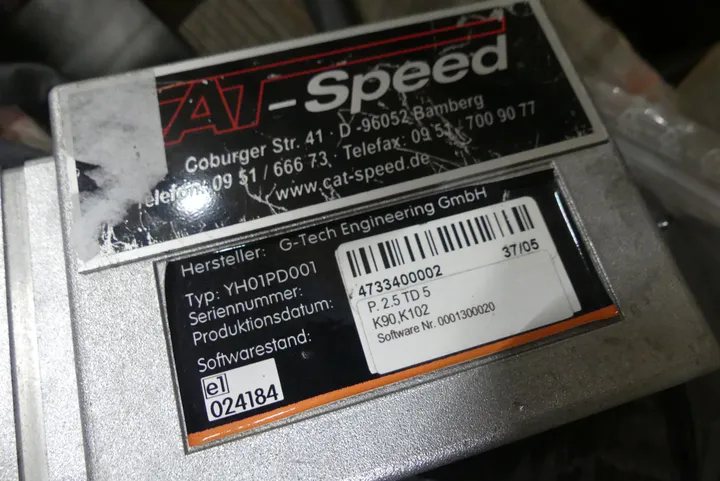 CAT-Speed
Coburger Str. 41 · D-96052 Bamberg
Telefon: 09 51 / 666 73 · Telefax: 09 51 / 700 90 77
www.cat-speed.de
Hersteller: G-Tech Engineering GmbH
Typ: YH01PD001
Seriennummer:
Produktionsdatum:
Softwarestand:
4733400002 37/05
P. 2.5 TD 5
K90,K102
Software Nr. 0001300020
e1
024184